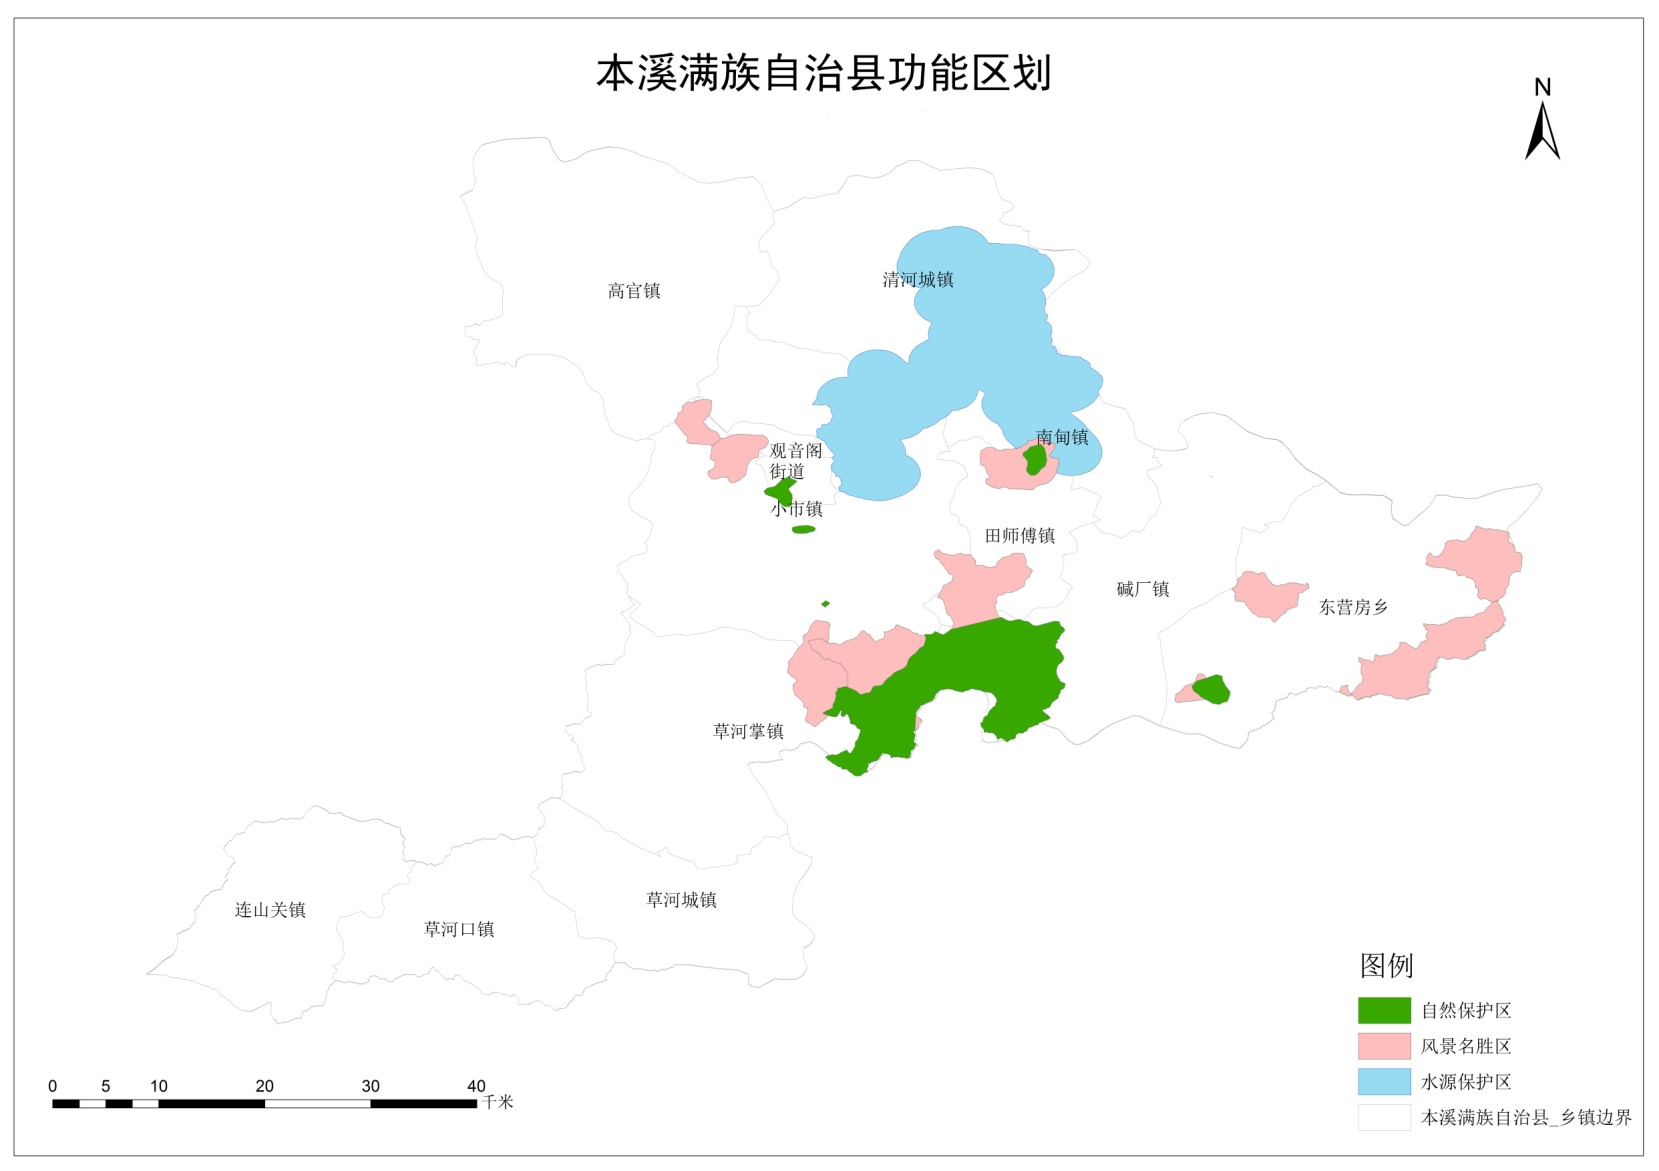 本溪满族自治县功能区划
N
高官镇
清河城镇
南甸镇
观音阁
街道
小市镇
田师傅镇
碱厂镇
东营房乡
草河掌镇
连山关镇
草河口镇
草河城镇
图例
自然保护区
风景名胜区
水源保护区
本溪满族自治县_乡镇边界
0 5 10 20 30 40
千米